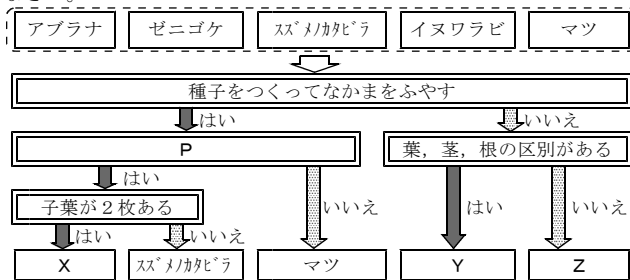 アブラナ ゼニゴケ スズメノカタビラ イヌワラビ マツ
種子をつくってなかまをふやす
はい いいえ
P 葉，茎，根の区別がある
はい
子葉が２枚ある いいえ はい いいえ
はい いいえ
X スズメノカタビラ マツ Y Z